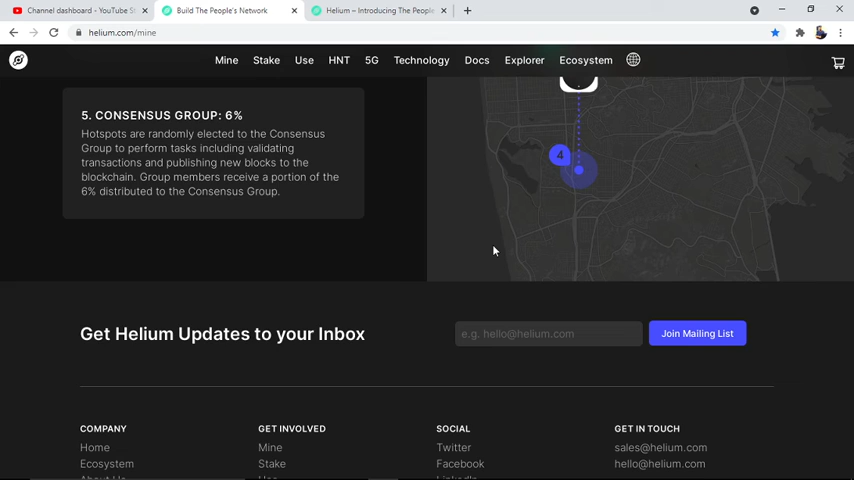 Channel dashboard - YouTube St
Build The People's Network
Helium – Introducing The People
helium.com/mine
Mine Stake Use HNT 5G Technology Docs Explorer Ecosystem
5. CONSENSUS GROUP: 6%
Hotspots are randomly elected to the Consensus
Group to perform tasks including validating
transactions and publishing new blocks to the
blockchain. Group members receive a portion of the
6% distributed to the Consensus Group.
4
Get Helium Updates to your Inbox
e.g. hello@helium.com
Join Mailing List
COMPANY GET INVOLVED SOCIAL GET IN TOUCH
Home Mine Twitter sales@helium.com
Ecosystem Stake Facebook hello@helium.com
About Us Use LinkedIn